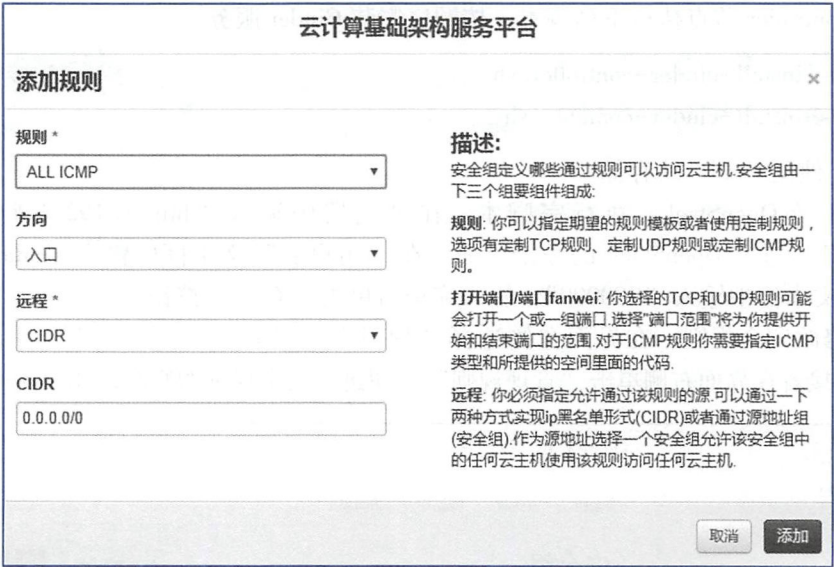 云计算基础架构服务平台
添加规则
×
规则 *
ALL ICMP
方向
入口
远程 *
CIDR
CIDR
0.0.0.0/0
描述:
安全组定义哪些通过规则可以访问云主机.安全组由一
下三个组要组件组成:
规则: 你可以指定期望的规则模板或者使用定制规则，
选项有定制TCP规则、定制UDP规则或定制ICMP规
则。
打开端口/端口fanwei: 你选择的TCP和UDP规则可能
会打开一个或一组端口.选择"端口范围"将为你提供开
始和结束端口的范围.对于ICMP规则你需要指定ICMP
类型和所提供的空间里面的代码.
远程: 你必须指定允许通过该规则的源.可以通过一下
两种方式实现ip黑名单形式(CIDR)或者通过源地址组
(安全组).作为源地址选择一个安全组允许该安全组中
的任何云主机使用该规则访问任何云主机.
取消
添加